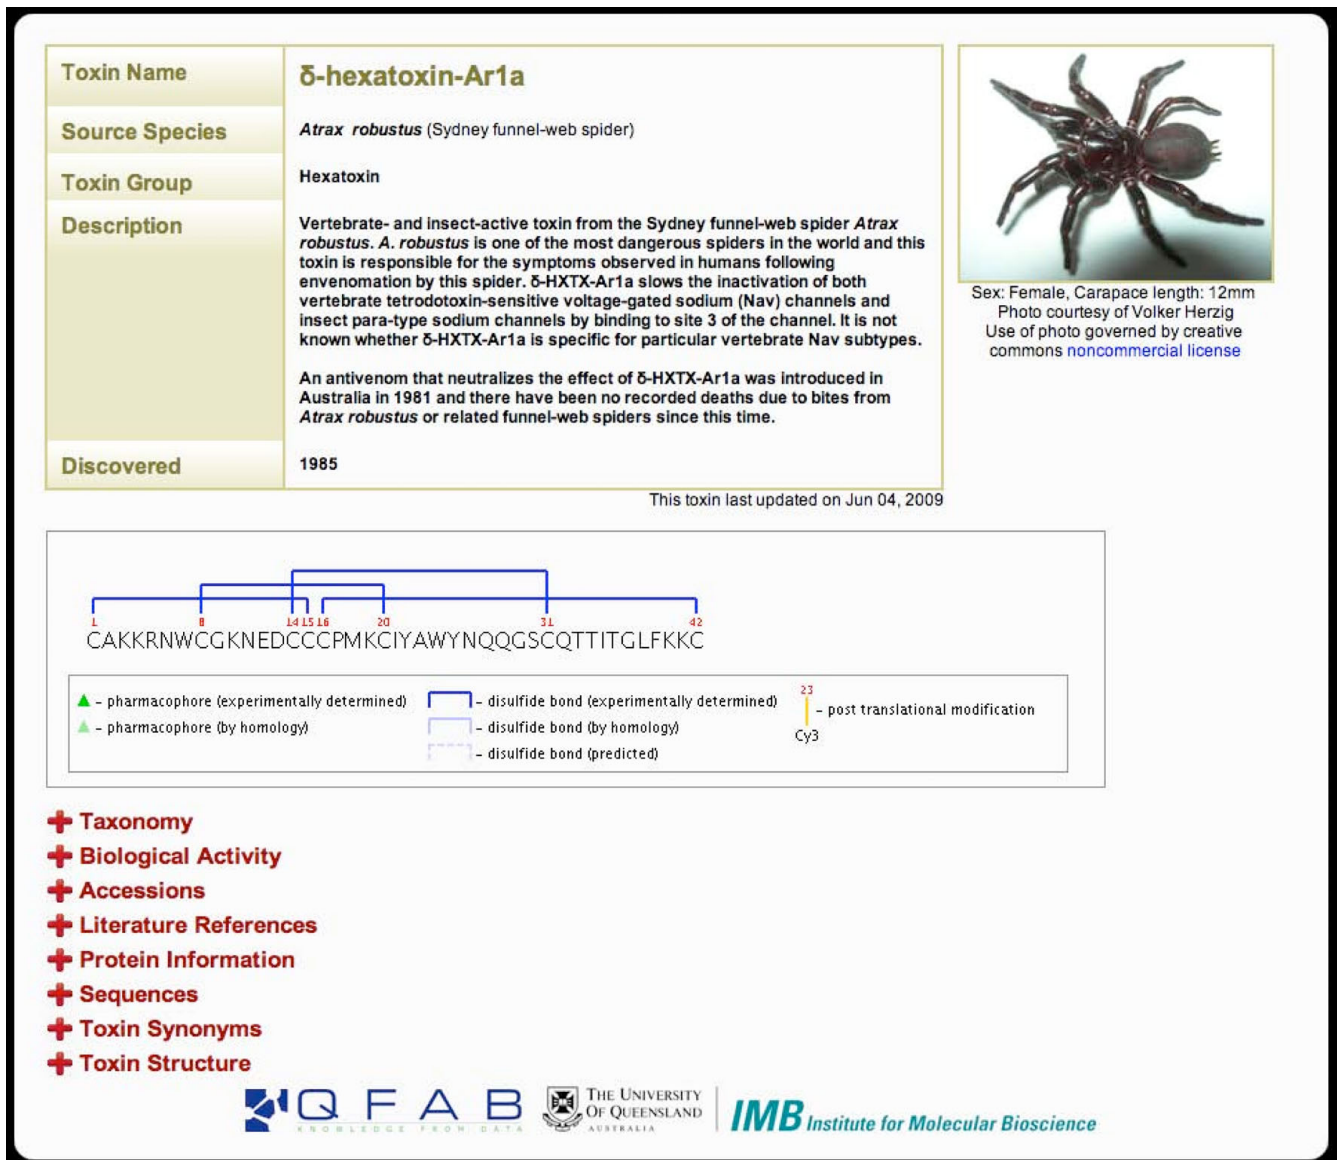 Toxin Name
δ-hexatoxin-Ar1a
Source Species
Atrax robustus (Sydney funnel-web spider)
Toxin Group
Hexatoxin
Description
Vertebrate- and insect-active toxin from the Sydney funnel-web spider Atrax
robustus. A. robustus is one of the most dangerous spiders in the world and this
toxin is responsible for the symptoms observed in humans following
envenomation by this spider. δ-HXTX-Ar1a slows the inactivation of both
vertebrate tetrodotoxin-sensitive voltage-gated sodium (Nav) channels and
insect para-type sodium channels by binding to site 3 of the channel. It is not
known whether δ-HXTX-Ar1a is specific for particular vertebrate Nav subtypes.
An antivenom that neutralizes the effect of δ-HXTX-Ar1a was introduced in
Australia in 1981 and there have been no recorded deaths due to bites from
Atrax robustus or related funnel-web spiders since this time.
Discovered
1985
Sex: Female, Carapace length: 12mm
Photo courtesy of Volker Herzig
Use of photo governed by creative
commons noncommercial license
This toxin last updated on Jun 04, 2009
1 8 14 15 16 20 31 42
CAKKRNWCGKNEDCCCPMKCIYAWYNQQGSCQTTITGLFKKC
– pharmacophore (experimentally determined)
– pharmacophore (by homology)
– disulfide bond (experimentally determined)
– disulfide bond (by homology)
– disulfide bond (predicted)
23
– post translational modification
Cy3
Taxonomy
Biological Activity
Accessions
Literature References
Protein Information
Sequences
Toxin Synonyms
Toxin Structure
QFAB
KNOWLEDGE FROM DATA
THE UNIVERSITY
OF QUEENSLAND
AUSTRALIA
IMB Institute for Molecular Bioscience